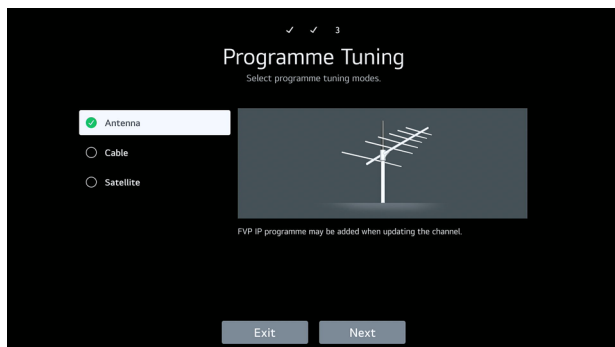 ✓ ✓ 3
Programme Tuning
Select programme tuning modes.
Antenna
Cable
Satellite
FVP IP programme may be added when updating the channel.
Exit Next